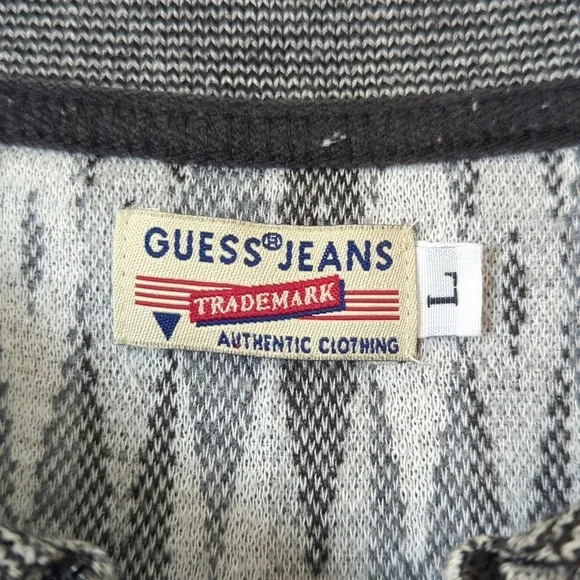 GUESS® JEANS
TRADEMARK
AUTHENTIC CLOTHING
L